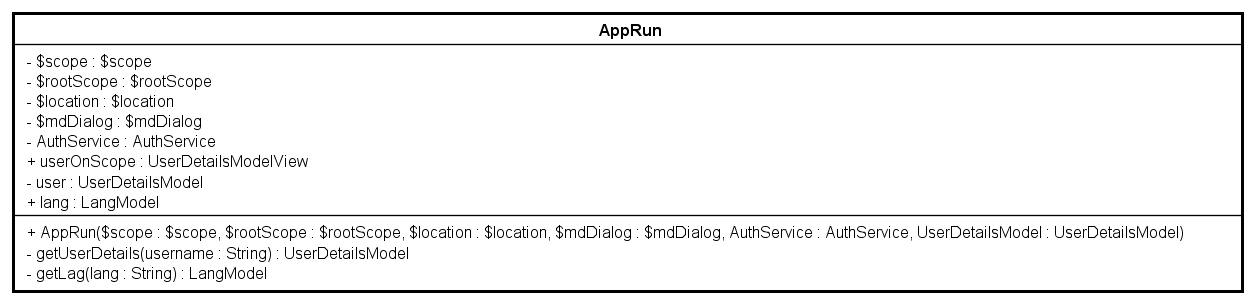 AppRun
- $scope : $scope
- $rootScope : $rootScope
- $location : $location
- $mdDialog : $mdDialog
- AuthService : AuthService
+ userOnScope : UserDetailsModelView
- user : UserDetailsModel
+ lang : LangModel
+ AppRun($scope : $scope, $rootScope : $rootScope, $location : $location, $mdDialog : $mdDialog, AuthService : AuthService, UserDetailsModel : UserDetailsModel)
- getUserDetails(username : String) : UserDetailsModel
- getLag(lang : String) : LangModel